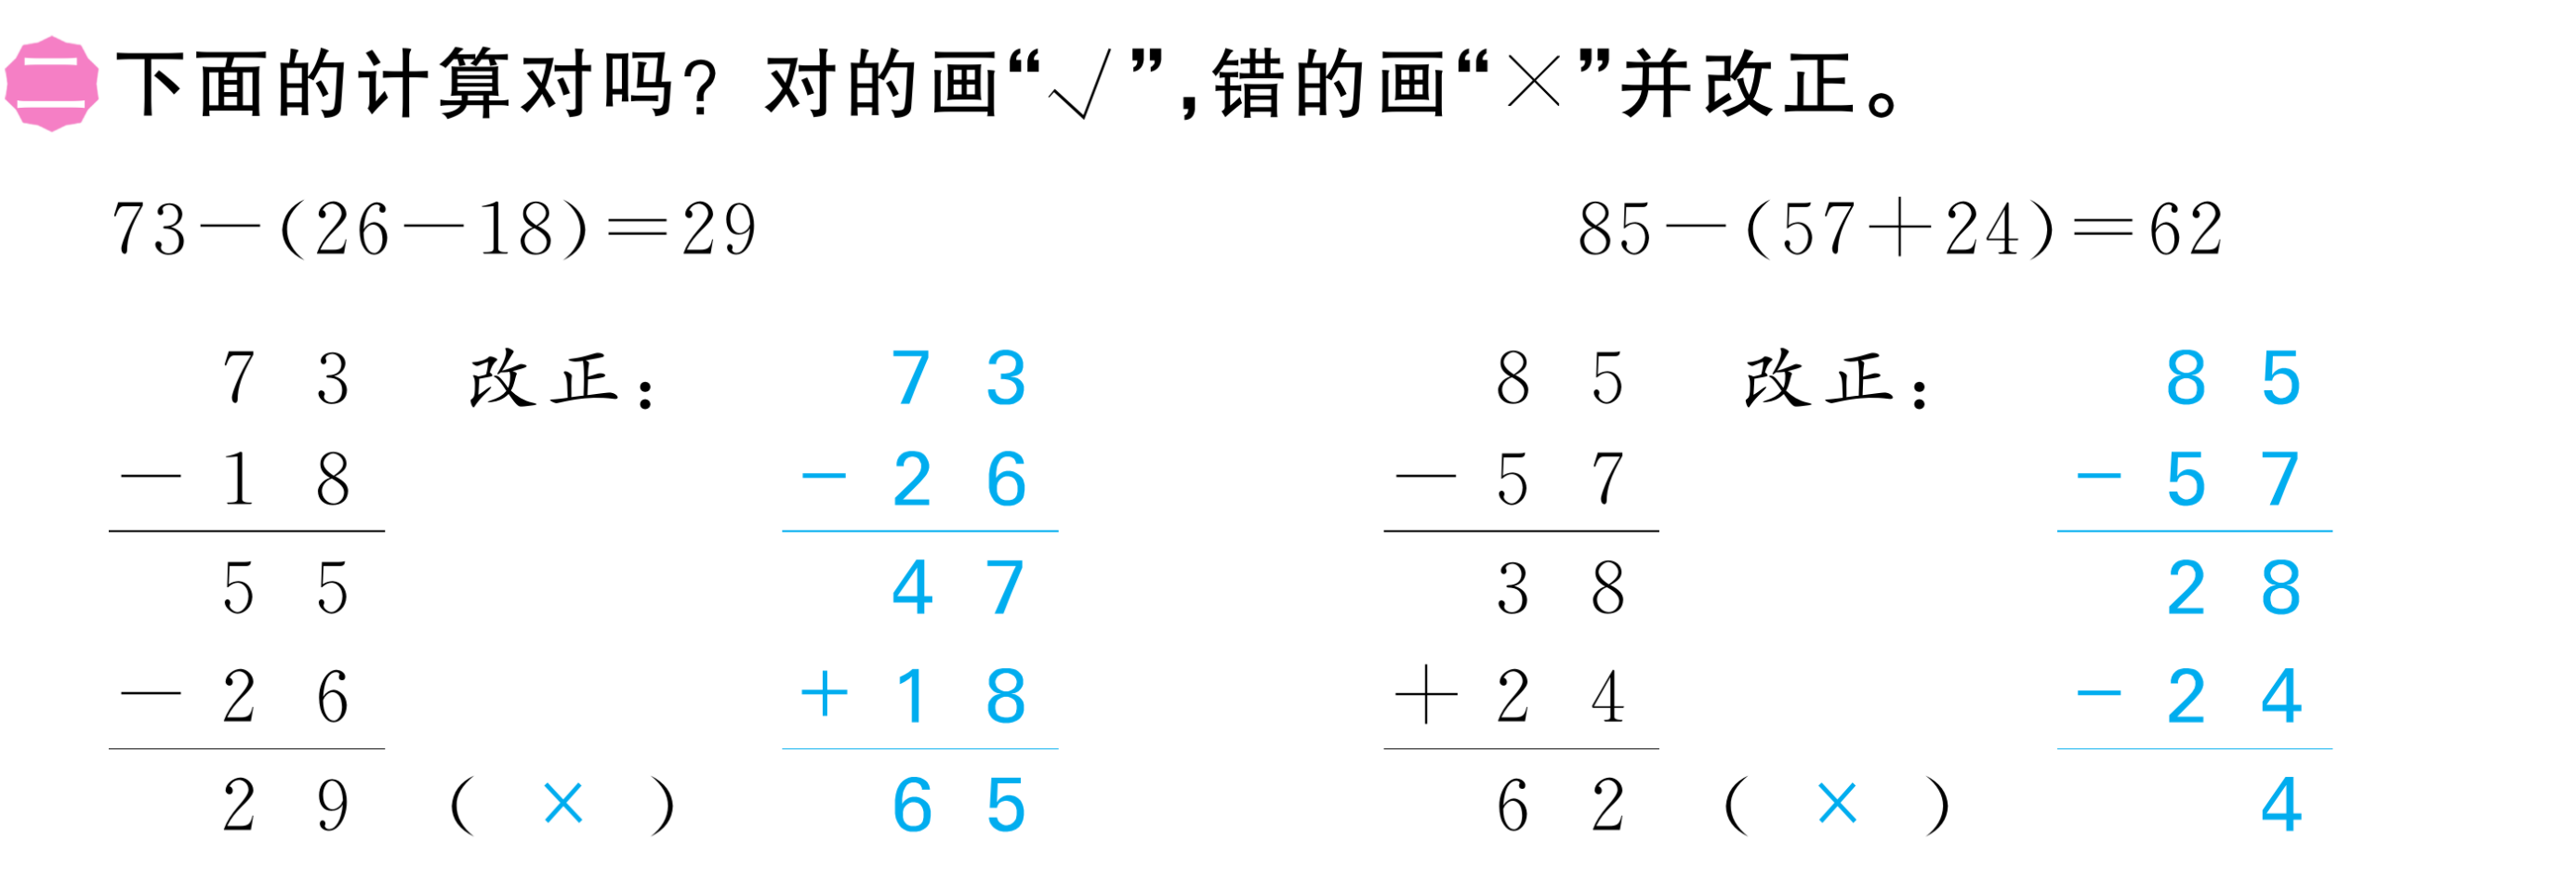 二 下面的计算对吗？对的画“√”,错的画“×”并改正。
73－(26－18)＝29 85－(57＋24)＝62
7 3 改正： 7 3 8 5 改正： 8 5
－ 1 8 － 2 6 － 5 7 － 5 7
5 5 4 7 3 8 2 8
－ 2 6 ＋ 1 8 ＋ 2 4 － 2 4
2 9 ( × ) 6 5 6 2 ( × ) 4